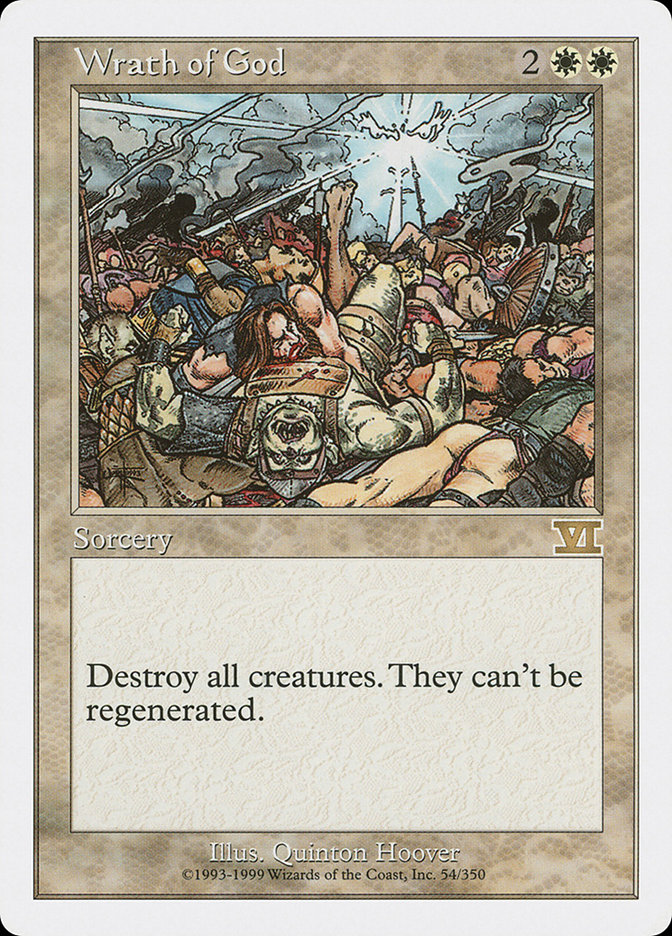 Wrath of God 2
Sorcery VI
Destroy all creatures. They can't be
regenerated.
Illus. Quinton Hoover
©1993-1999 Wizards of the Coast, Inc. 54/350